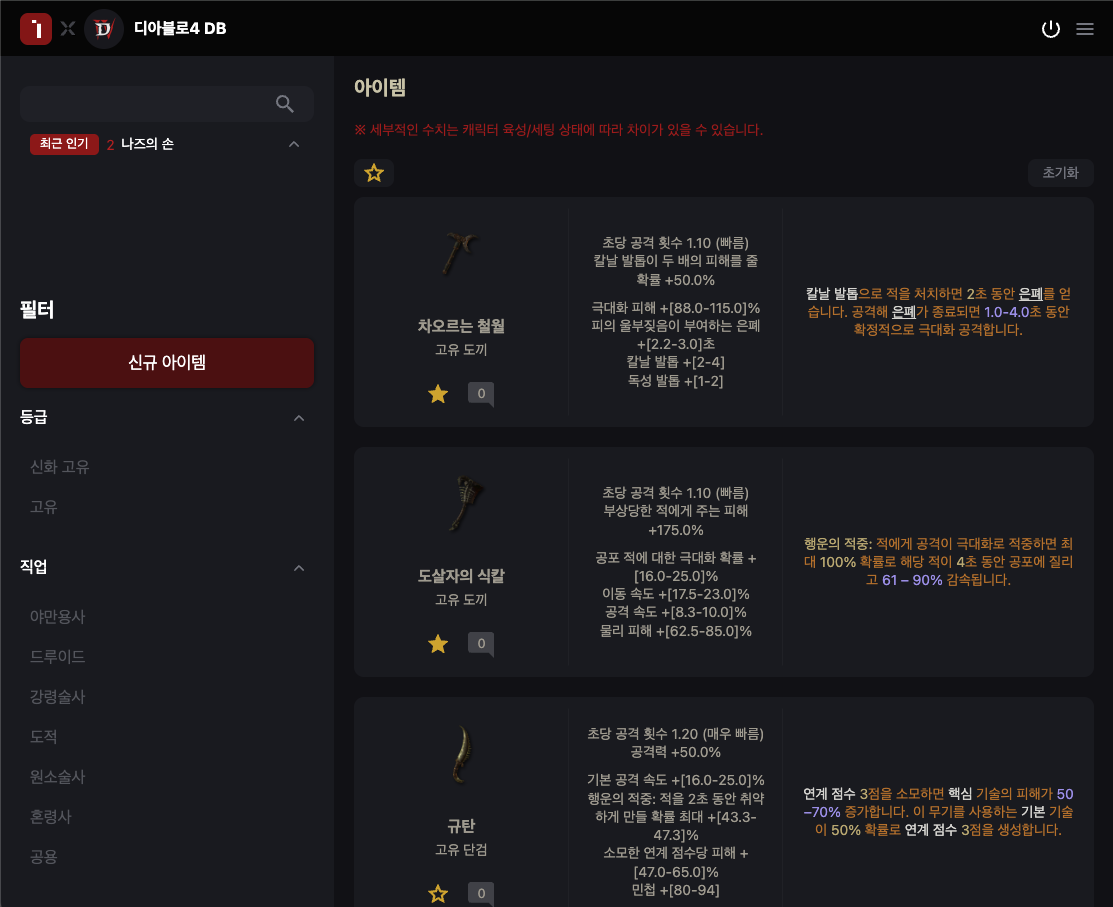 디아블로4 DB
최근 인기 2 나즈의 손
필터
신규 아이템
등급
신화 고유
고유
직업
야만용사
드루이드
강령술사
도적
원소술사
혼령사
공용
아이템
※ 세부적인 수치는 캐릭터 육성/세팅 상태에 따라 차이가 있을 수 있습니다.
초기화
차오르는 철월
고유 도끼
0
초당 공격 횟수 1.10 (빠름)
칼날 발톱이 두 배의 피해를 줄
확률 +50.0%
극대화 피해 +[88.0-115.0]%
피의 울부짖음이 부여하는 은폐
+[2.2-3.0]초
칼날 발톱 +[2-4]
독성 발톱 +[1-2]
칼날 발톱으로 적을 처치하면 2초 동안 은폐를 얻
습니다. 공격해 은폐가 종료되면 1.0-4.0초 동안
확정적으로 극대화 공격합니다.
도살자의 식칼
고유 도끼
0
초당 공격 횟수 1.10 (빠름)
부상당한 적에게 주는 피해
+175.0%
공포 적에 대한 극대화 확률 +
[16.0-25.0]%
이동 속도 +[17.5-23.0]%
공격 속도 +[8.3-10.0]%
물리 피해 +[62.5-85.0]%
행운의 적중: 적에게 공격이 극대화로 적중하면 최
대 100% 확률로 해당 적이 4초 동안 공포에 질리
고 61 – 90% 감속됩니다.
규탄
고유 단검
0
초당 공격 횟수 1.20 (매우 빠름)
공격력 +50.0%
기본 공격 속도 +[16.0-25.0]%
행운의 적중: 적을 2초 동안 취약
하게 만들 확률 최대 +[43.3-
47.3]%
소모한 연계 점수당 피해 +
[47.0-65.0]%
민첩 +[80-94]
연계 점수 3점을 소모하면 핵심 기술의 피해가 50
–70% 증가합니다. 이 무기를 사용하는 기본 기술
이 50% 확률로 연계 점수 3점을 생성합니다.